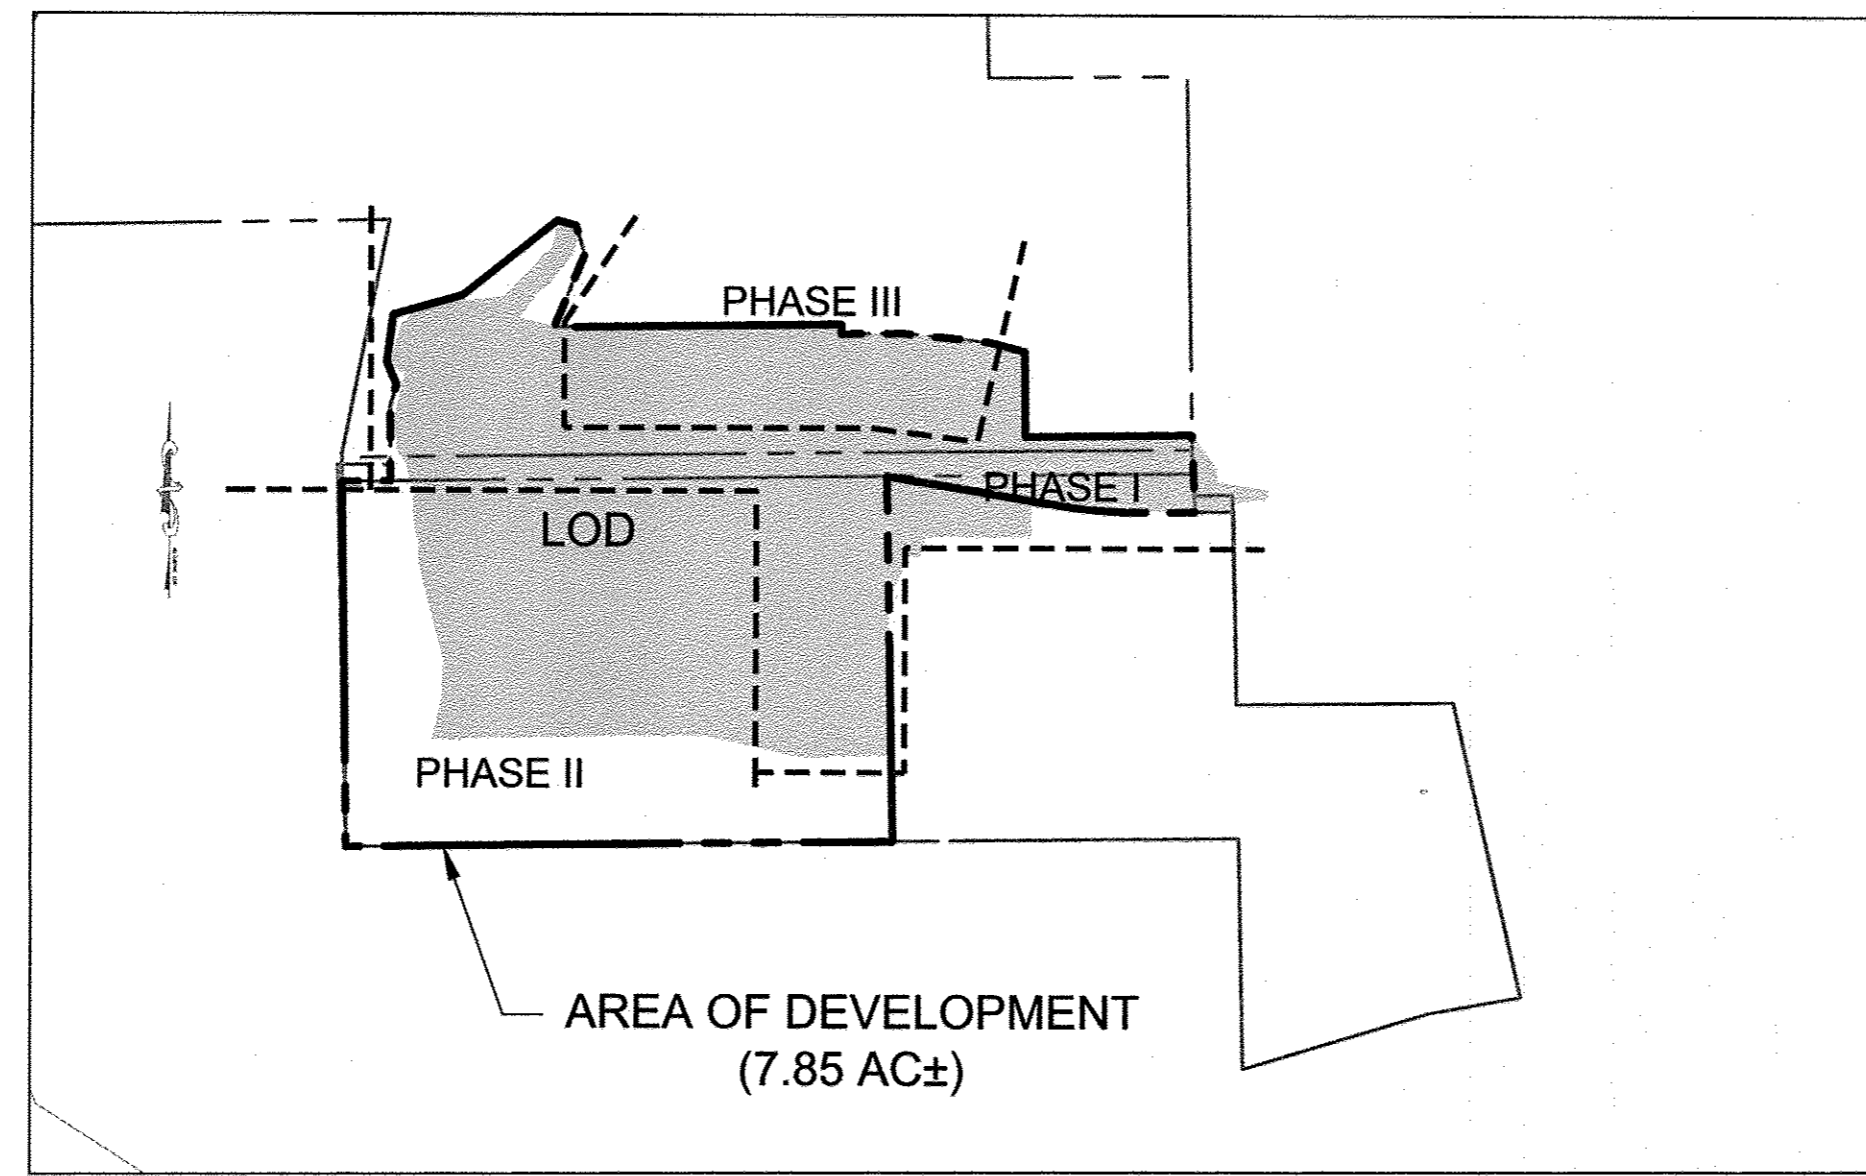 PHASE III
PHASE I
LOD
PHASE II
AREA OF DEVELOPMENT
(7.85 AC±)